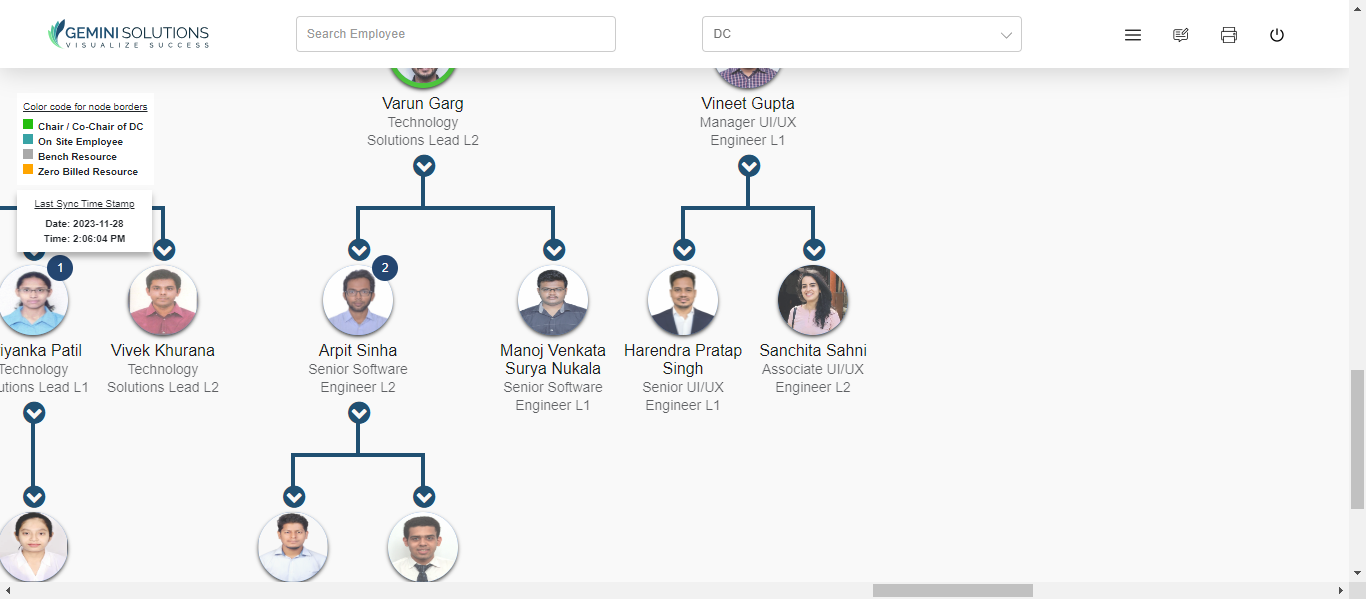 GEMINI SOLUTIONS
VISUALIZE SUCCESS
Search Employee
DC
Color code for node borders
Chair / Co-Chair of DC
On Site Employee
Bench Resource
Zero Billed Resource
Last Sync Time Stamp
Date: 2023-11-28
Time: 2:06:04 PM
Varun Garg
Technology
Solutions Lead L2
Vineet Gupta
Manager UI/UX
Engineer L1
1
iyanka Patil
Technology
utions Lead L1
Vivek Khurana
Technology
Solutions Lead L2
2
Arpit Sinha
Senior Software
Engineer L2
Manoj Venkata
Surya Nukala
Senior Software
Engineer L1
Harendra Pratap
Singh
Senior UI/UX
Engineer L1
Sanchita Sahni
Associate UI/UX
Engineer L2